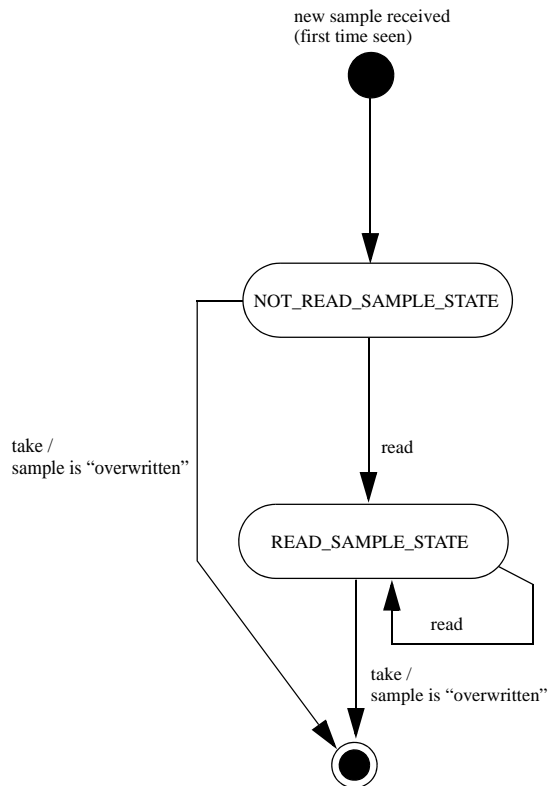 new sample received
(first time seen)
NOT_READ_SAMPLE_STATE
take /
sample is “overwritten”
read
READ_SAMPLE_STATE
read
take /
sample is “overwritten”